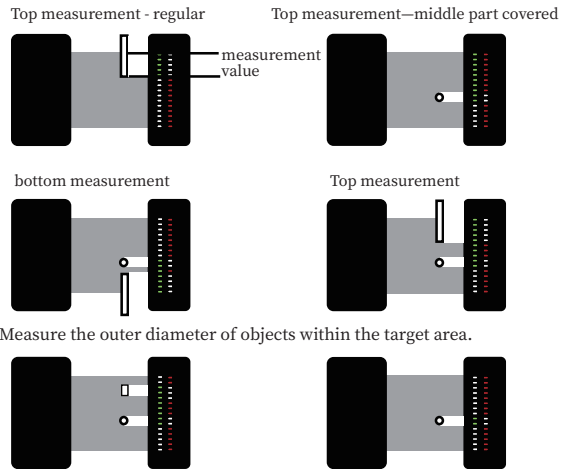 Top measurement - regular
Top measurement—middle part covered
measurement
value
bottom measurement
Top measurement
Measure the outer diameter of objects within the target area.